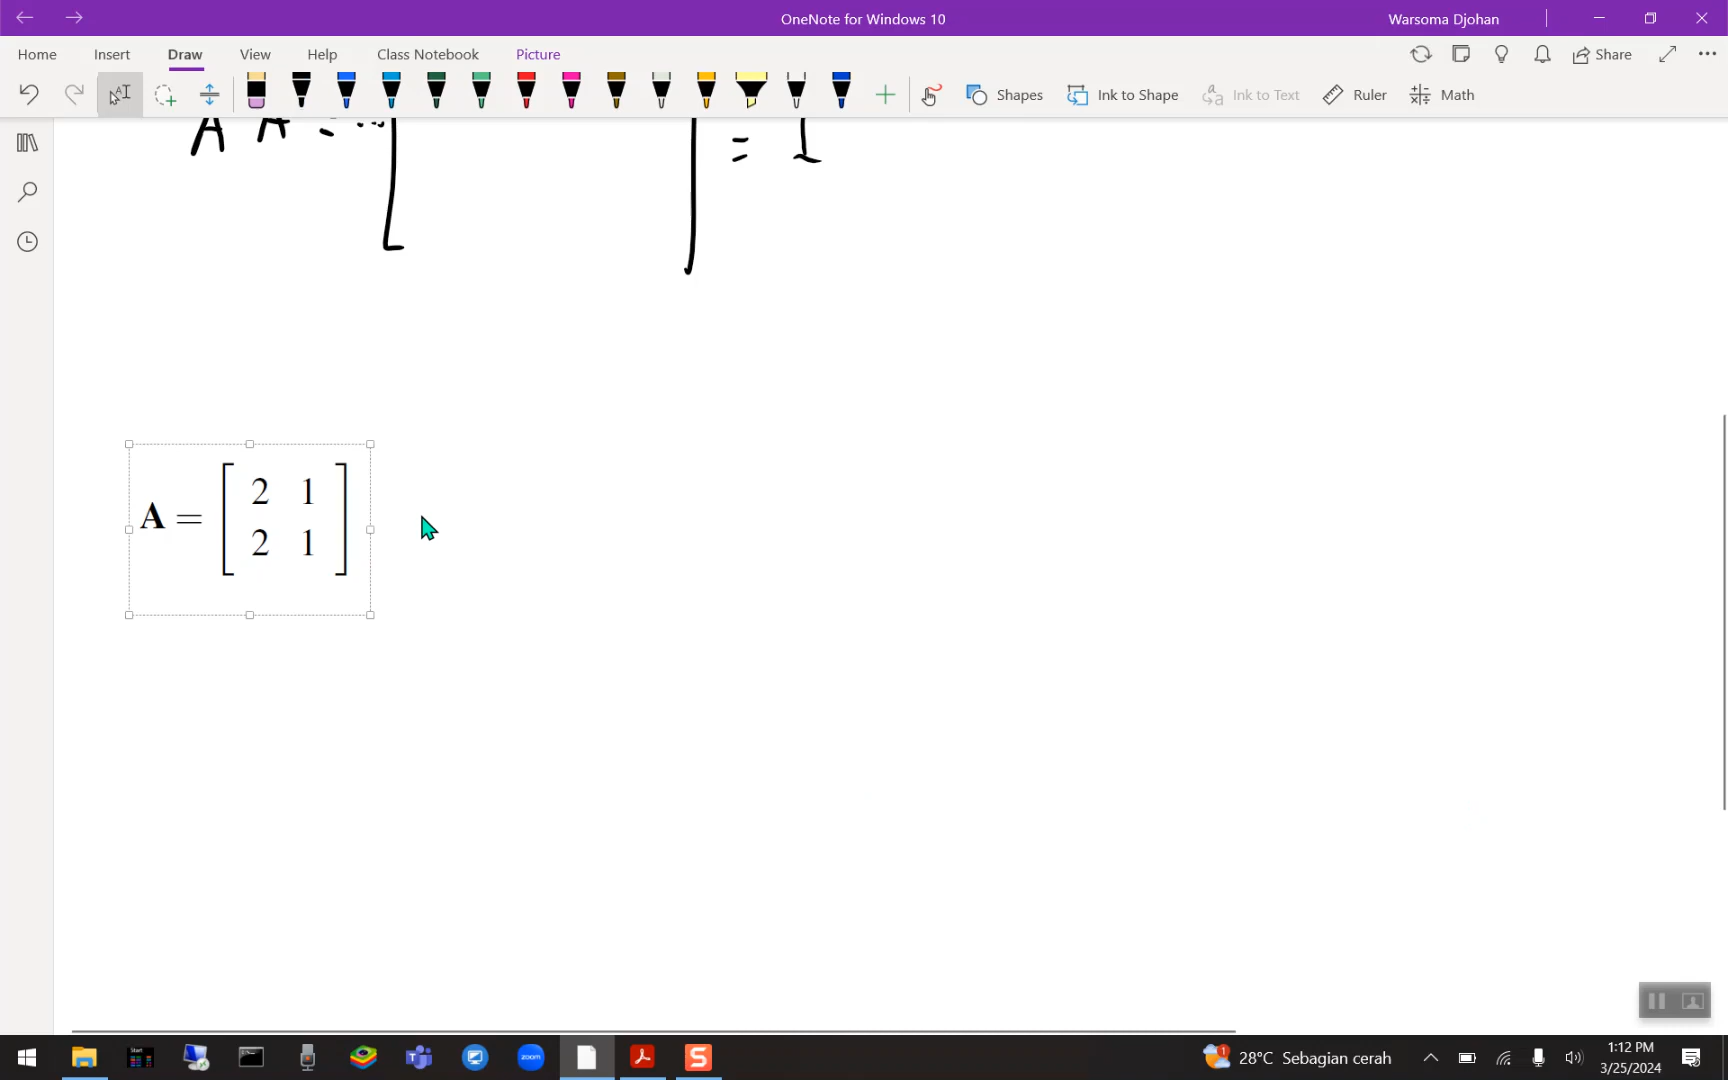 OneNote for Windows 10
Warsoma Djohan
Home Insert Draw View Help Class Notebook Picture
Share
Shapes Ink to Shape Ink to Text Ruler Math
A A = = I
A = [ 2 1
2 1 ]
zoom
28°C Sebagian cerah
1:12 PM
3/25/2024